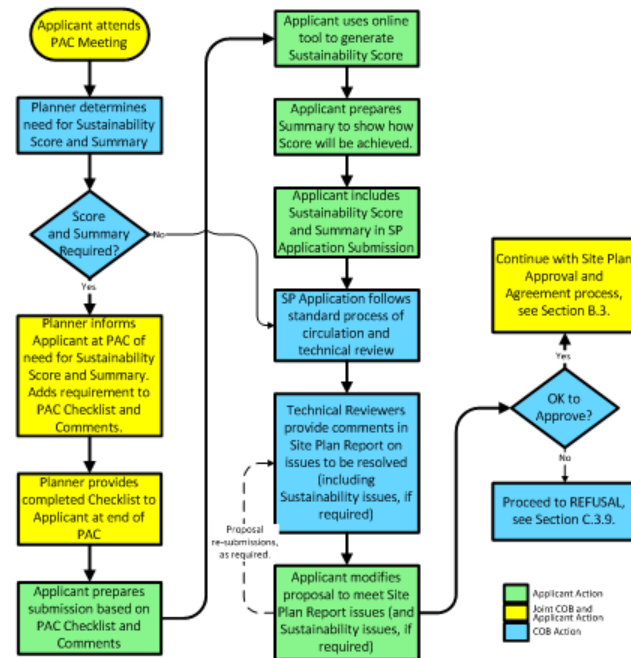 Applicant attends
PAC Meeting
Planner determines
need for Sustainability
Score and Summary
Score
and Summary
Required?
No
Yes
Planner informs
Applicant at PAC of
need for Sustainability
Score and Summary.
Adds requirement to
PAC Checklist and
Comments.
Planner provides
completed Checklist to
Applicant at end of
PAC
Applicant prepares
submission based on
PAC Checklist and
Comments
Applicant uses online
tool to generate
Sustainability Score
Applicant prepares
Summary to show how
Score will be achieved.
Applicant includes
Sustainability Score
and Summary in SP
Application Submission
SP Application follows
standard process of
circulation and
technical review
Technical Reviewers
provide comments in
Site Plan Report on
issues to be resolved
(including
Sustainability issues, if
required)
Proposal
re-submissions,
as required.
Applicant modifies
proposal to meet Site
Plan Report issues (and
Sustainability issues, if
required)
Continue with Site Plan
Approval and
Agreement process,
see Section B.3.
Yes
OK to
Approve?
No
Proceed to REFUSAL,
see Section C.3.9.
Applicant Action
Joint COB and
Applicant Action
COB Action